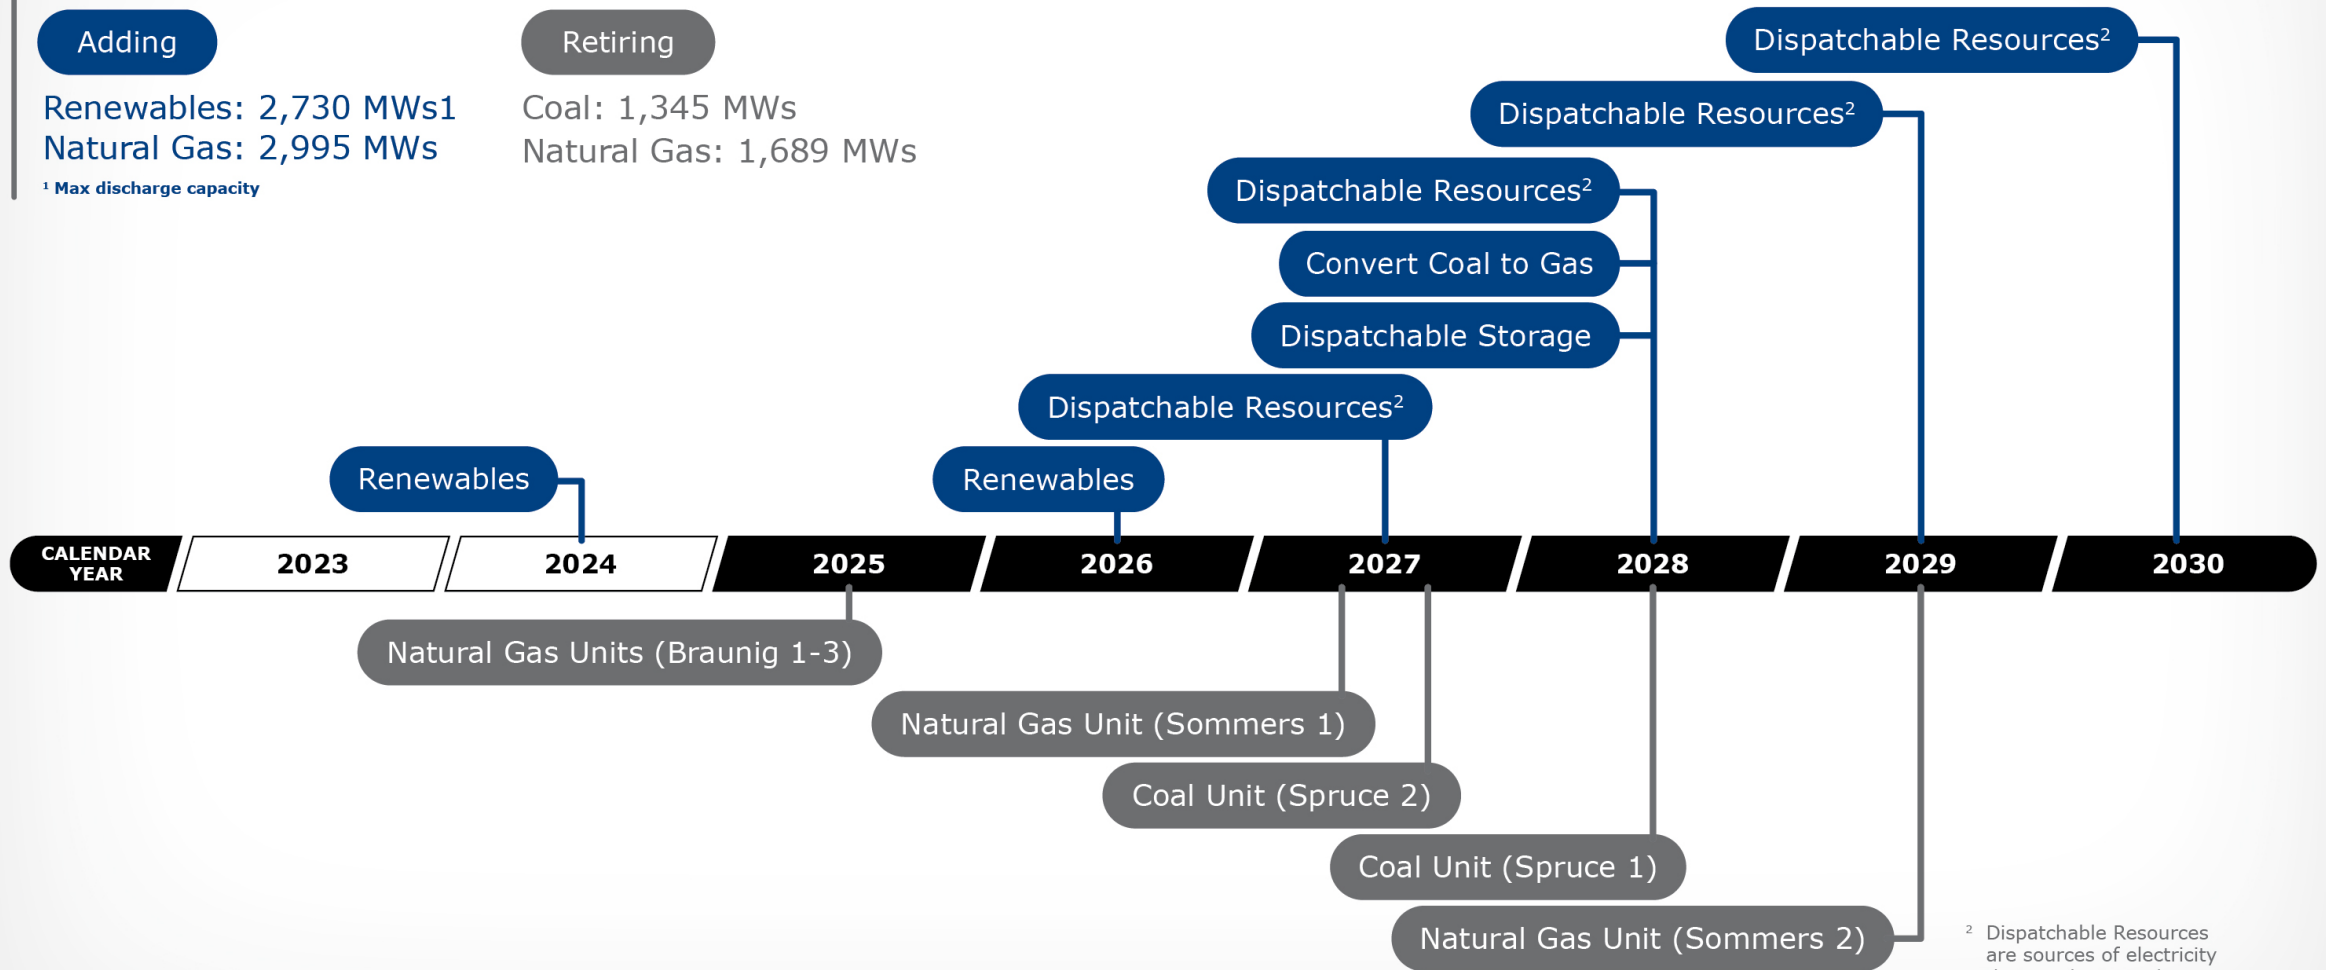 Adding
Renewables: 2,730 MWs1
Natural Gas: 2,995 MWs
¹ Max discharge capacity
Retiring
Coal: 1,345 MWs
Natural Gas: 1,689 MWs
Dispatchable Resources²
Dispatchable Resources²
Dispatchable Resources²
Convert Coal to Gas
Dispatchable Storage
Dispatchable Resources²
Renewables
Renewables
CALENDAR
YEAR
2023
2024
2025
2026
2027
2028
2029
2030
Natural Gas Units (Braunig 1-3)
Natural Gas Unit (Sommers 1)
Coal Unit (Spruce 2)
Coal Unit (Spruce 1)
Natural Gas Unit (Sommers 2)
² Dispatchable Resources
are sources of electricity